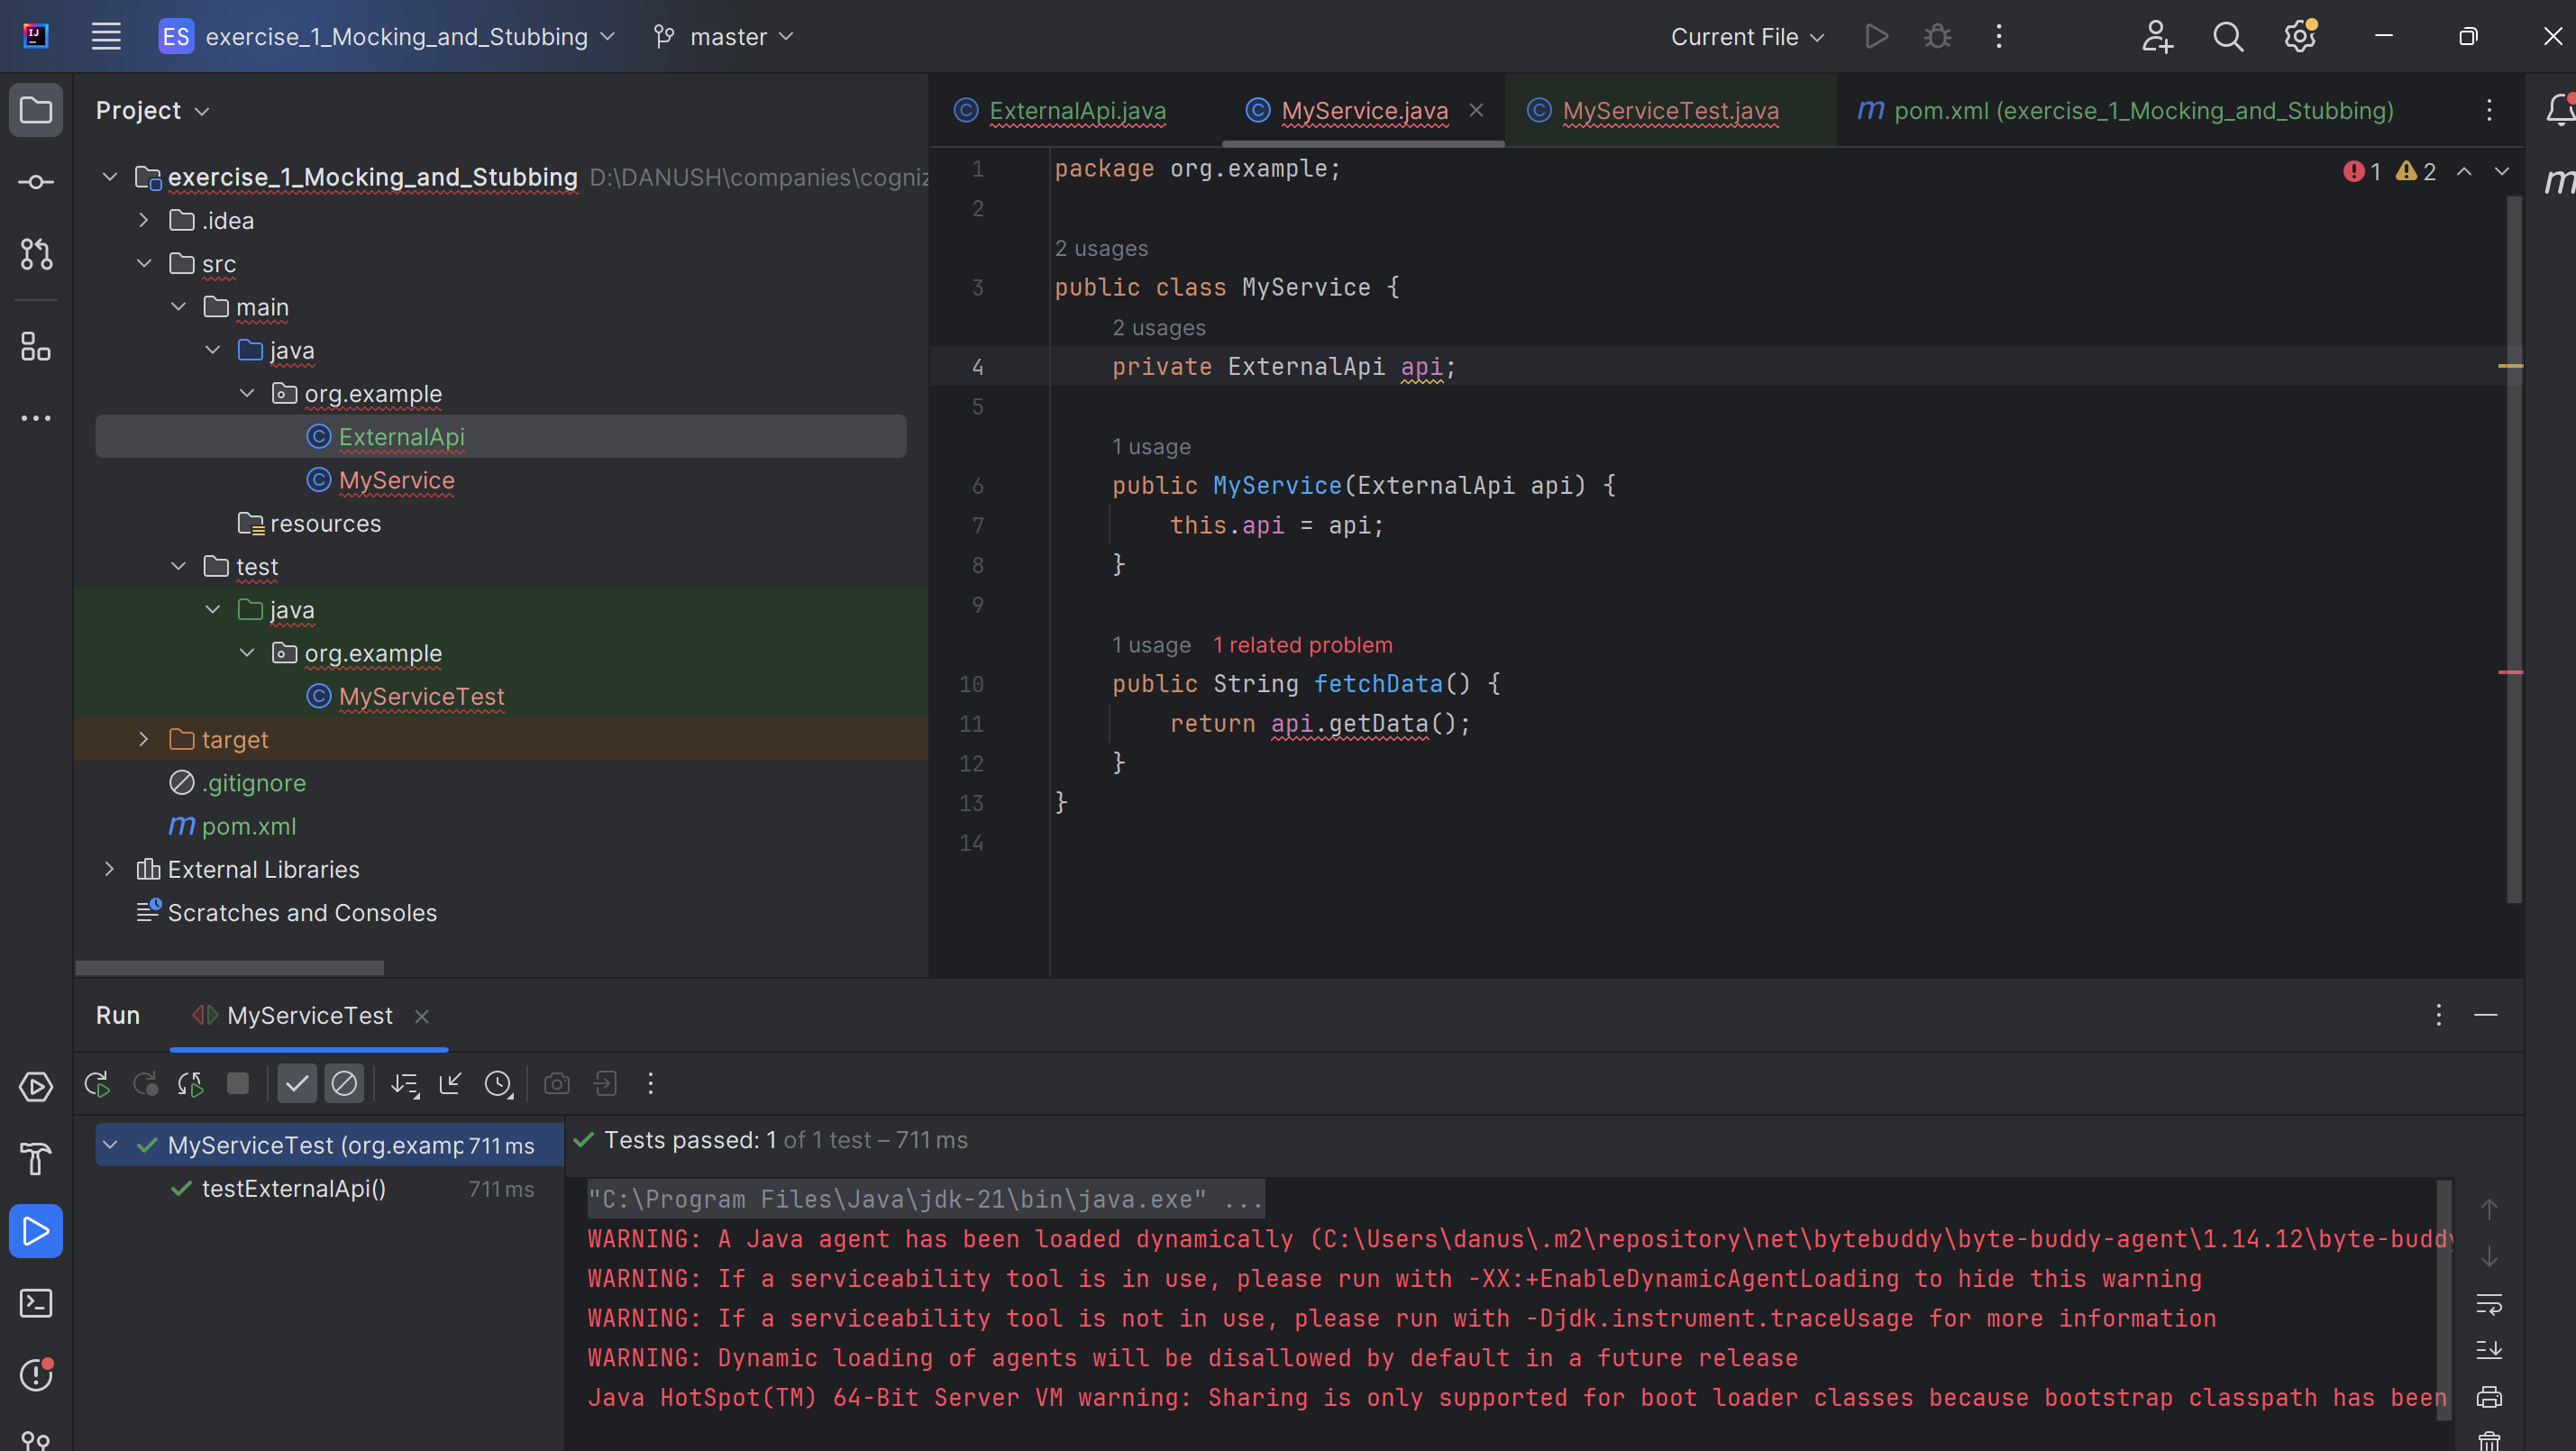 ES exercise_1_Mocking_and_Stubbing master Current File
Project
exercise_1_Mocking_and_Stubbing D:\DANUSH\companies\cogniz
.idea
src
main
java
org.example
ExternalApi
MyService
resources
test
java
org.example
MyServiceTest
target
.gitignore
m pom.xml
External Libraries
Scratches and Consoles
ExternalApi.java MyService.java MyServiceTest.java m pom.xml (exercise_1_Mocking_and_Stubbing)
1 2
1 package org.example;
2
2 usages
3 public class MyService {
2 usages
4 private ExternalApi api;
5
1 usage
6 public MyService(ExternalApi api) {
7 this.api = api;
8 }
9
1 usage 1 related problem
10 public String fetchData() {
11 return api.getData();
12 }
13 }
14
Run MyServiceTest
MyServiceTest (org.examp 711 ms
testExternalApi() 711 ms
Tests passed: 1 of 1 test – 711 ms
"C:\Program Files\Java\jdk-21\bin\java.exe" ...
WARNING: A Java agent has been loaded dynamically (C:\Users\danus\.m2\repository\net\bytebuddy\byte-buddy-agent\1.14.12\byte-buddy
WARNING: If a serviceability tool is in use, please run with -XX:+EnableDynamicAgentLoading to hide this warning
WARNING: If a serviceability tool is not in use, please run with -Djdk.instrument.traceUsage for more information
WARNING: Dynamic loading of agents will be disallowed by default in a future release
Java HotSpot(TM) 64-Bit Server VM warning: Sharing is only supported for boot loader classes because bootstrap classpath has been